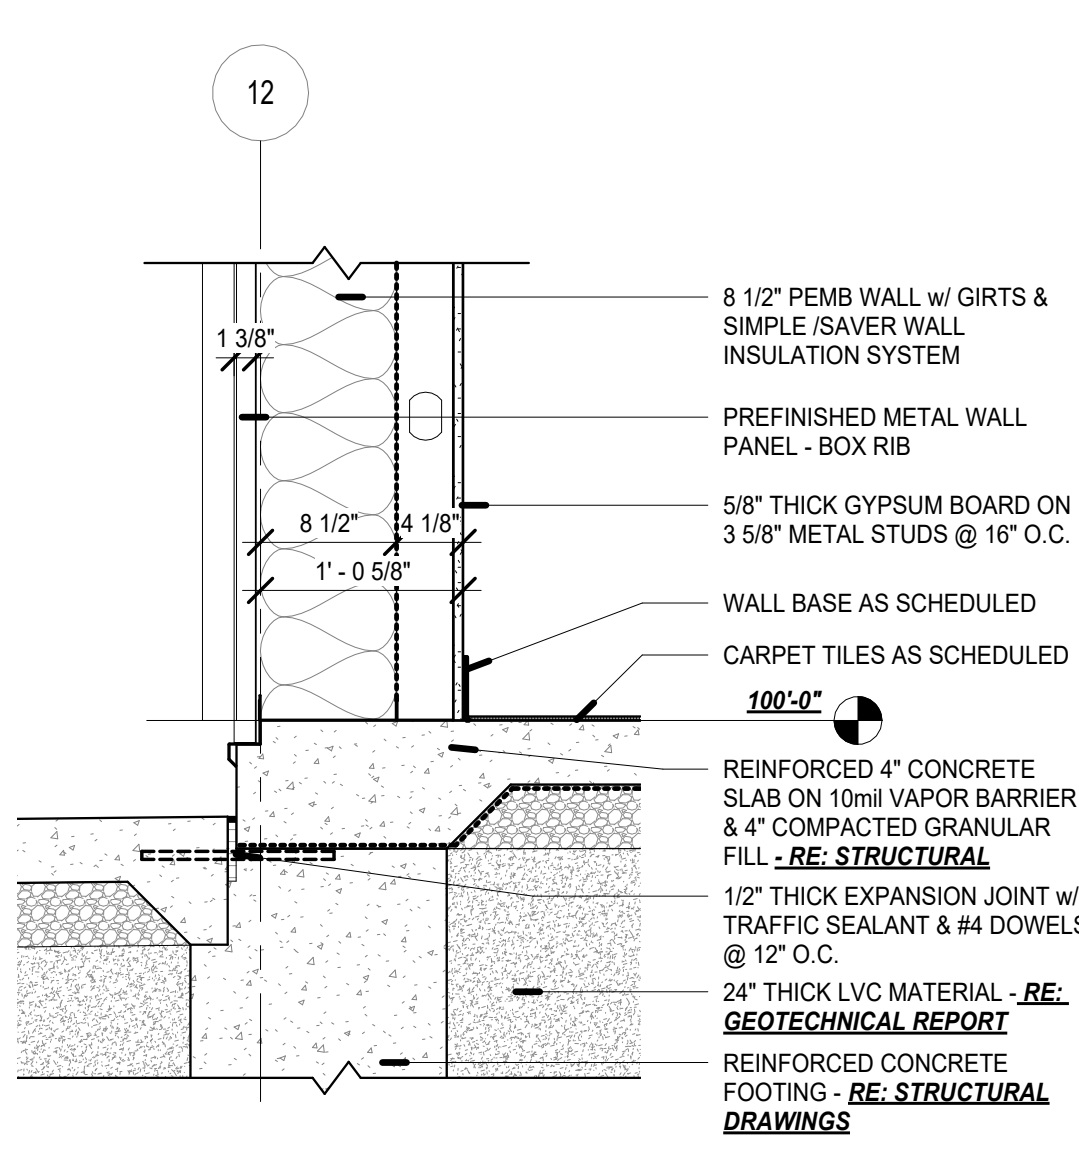 12
8 1/2" PEMB WALL w/ GIRTS &
SIMPLE /SAVER WALL
INSULATION SYSTEM
1 3/8"
PREFINISHED METAL WALL
PANEL - BOX RIB
5/8" THICK GYPSUM BOARD ON
3 5/8" METAL STUDS @ 16" O.C.
8 1/2"
4 1/8"
1' - 0 5/8"
WALL BASE AS SCHEDULED
CARPET TILES AS SCHEDULED
100'-0"
REINFORCED 4" CONCRETE
SLAB ON 10mil VAPOR BARRIER
& 4" COMPACTED GRANULAR
FILL - RE: STRUCTURAL
1/2" THICK EXPANSION JOINT w/
TRAFFIC SEALANT & #4 DOWELS
@ 12" O.C.
24" THICK LVC MATERIAL - RE:
GEOTECHNICAL REPORT
REINFORCED CONCRETE
FOOTING - RE: STRUCTURAL
DRAWINGS